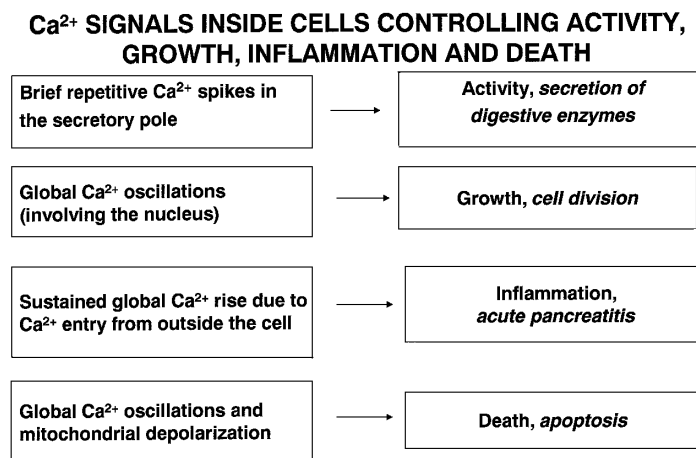 Ca²⁺ SIGNALS INSIDE CELLS CONTROLLING ACTIVITY,
GROWTH, INFLAMMATION AND DEATH
Brief repetitive Ca²⁺ spikes in
the secretory pole
Activity, secretion of
digestive enzymes
Global Ca²⁺ oscillations
(involving the nucleus)
Growth, cell division
Sustained global Ca²⁺ rise due to
Ca²⁺ entry from outside the cell
Inflammation,
acute pancreatitis
Global Ca²⁺ oscillations and
mitochondrial depolarization
Death, apoptosis